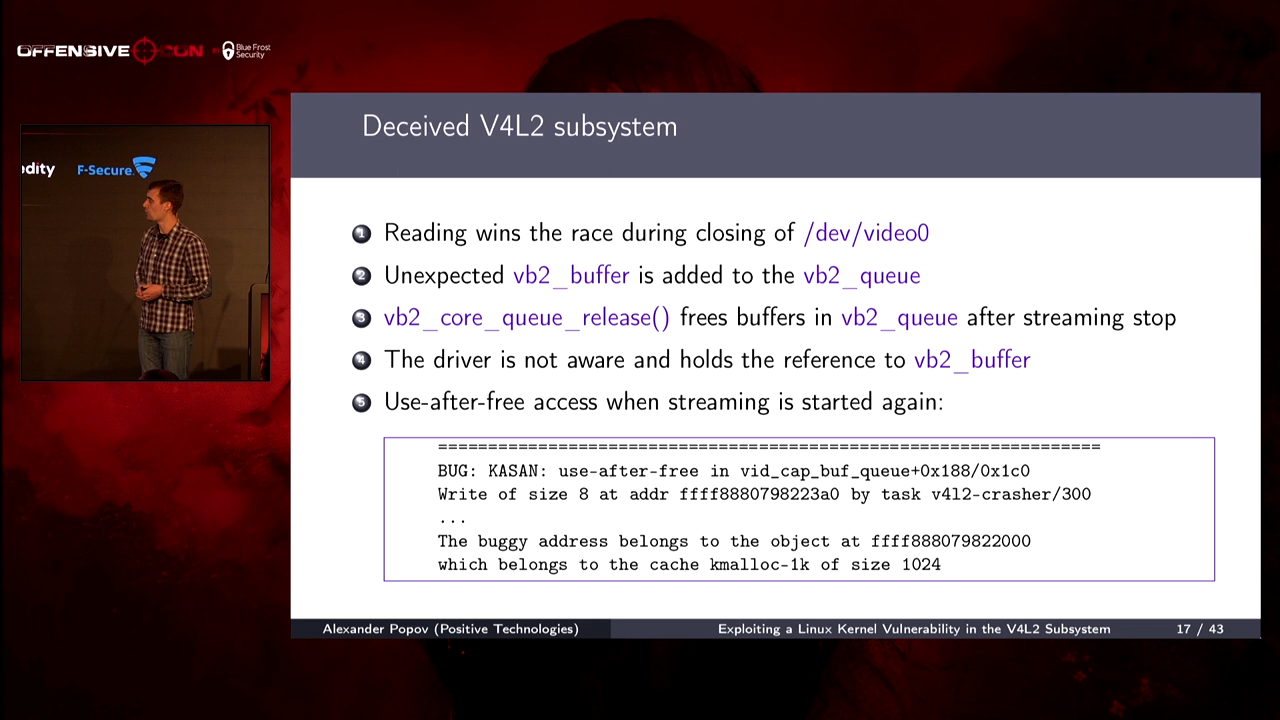 OFFENSIVE CON BY Blue Frost Security
edity F-Secure.
Deceived V4L2 subsystem
1 Reading wins the race during closing of /dev/video0
2 Unexpected vb2_buffer is added to the vb2_queue
3 vb2_core_queue_release() frees buffers in vb2_queue after streaming stop
4 The driver is not aware and holds the reference to vb2_buffer
5 Use-after-free access when streaming is started again:
==================================================================
BUG: KASAN: use-after-free in vid_cap_buf_queue+0x188/0x1c0
Write of size 8 at addr ffff8880798223a0 by task v4l2-crasher/300
...
The buggy address belongs to the object at ffff888079822000
which belongs to the cache kmalloc-1k of size 1024
Alexander Popov (Positive Technologies) Exploiting a Linux Kernel Vulnerability in the V4L2 Subsystem 17 / 43